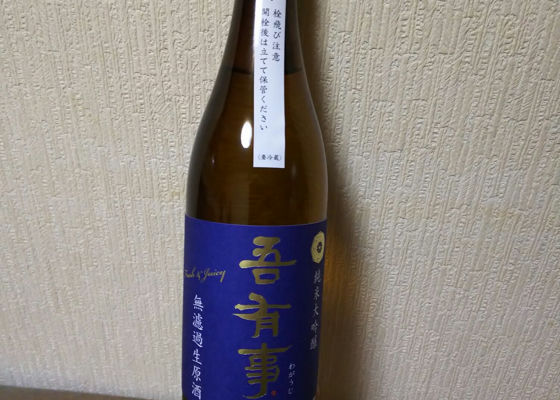 栓飛び注意
開栓後は立てて保管ください
(要冷蔵)
純米大吟醸
吾有事
わがうじ
Fresh & Juicy
無濾過生原酒